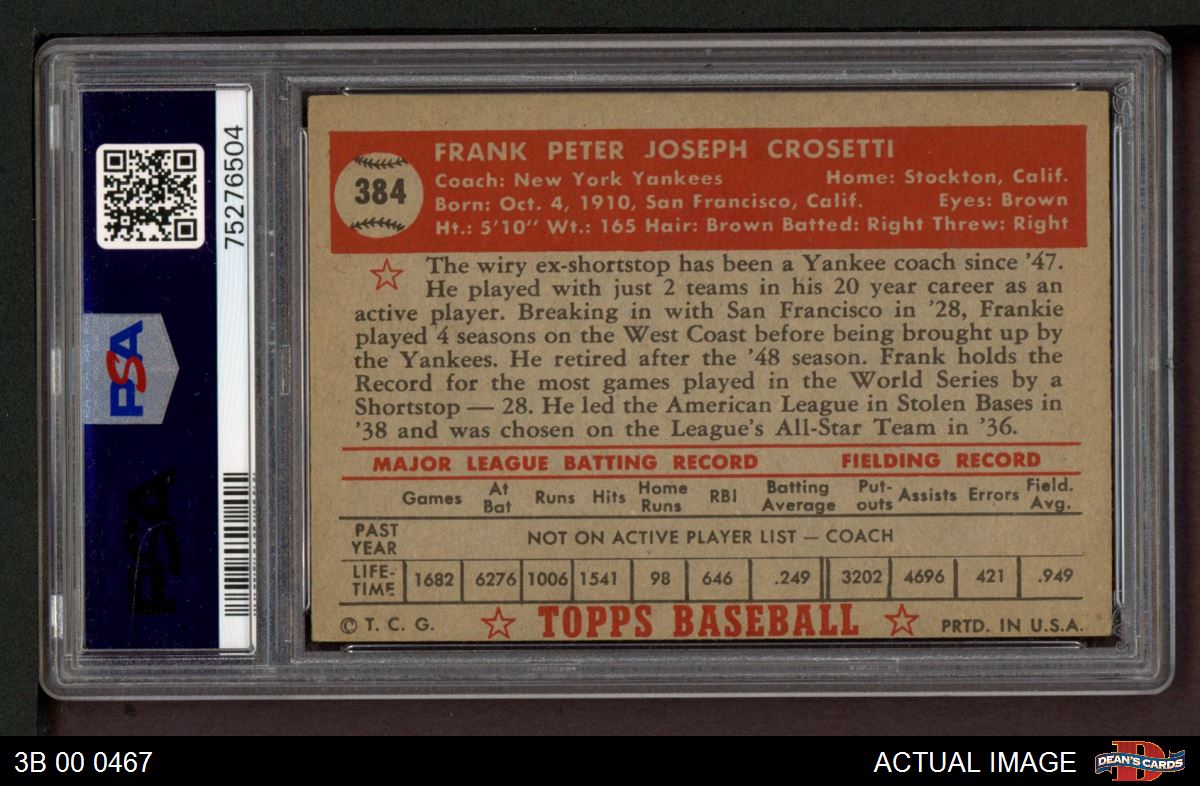 75276504
PSA
PSA
384
FRANK PETER JOSEPH CROSETTI
Coach: New York Yankees Home: Stockton, Calif.
Born: Oct. 4, 1910, San Francisco, Calif. Eyes: Brown
Ht.: 5'10" Wt.: 165 Hair: Brown Batted: Right Threw: Right
The wiry ex-shortstop has been a Yankee coach since '47.
He played with just 2 teams in his 20 year career as an
active player. Breaking in with San Francisco in '28, Frankie
played 4 seasons on the West Coast before being brought up by
the Yankees. He retired after the '48 season. Frank holds the
Record for the most games played in the World Series by a
Shortstop — 28. He led the American League in Stolen Bases in
'38 and was chosen on the League's All-Star Team in '36.
MAJOR LEAGUE BATTING RECORD FIELDING RECORD
Games At Bat Runs Hits Home Runs RBI Batting Average Put-outs Assists Errors Field. Avg.
PAST YEAR NOT ON ACTIVE PLAYER LIST — COACH
LIFE-TIME 1682 6276 1006 1541 98 646 .249 3202 4696 421 .949
© T. C. G. TOPPS BASEBALL PRTD. IN U.S.A.
3B 00 0467 ACTUAL IMAGE DEAN'S CARDS